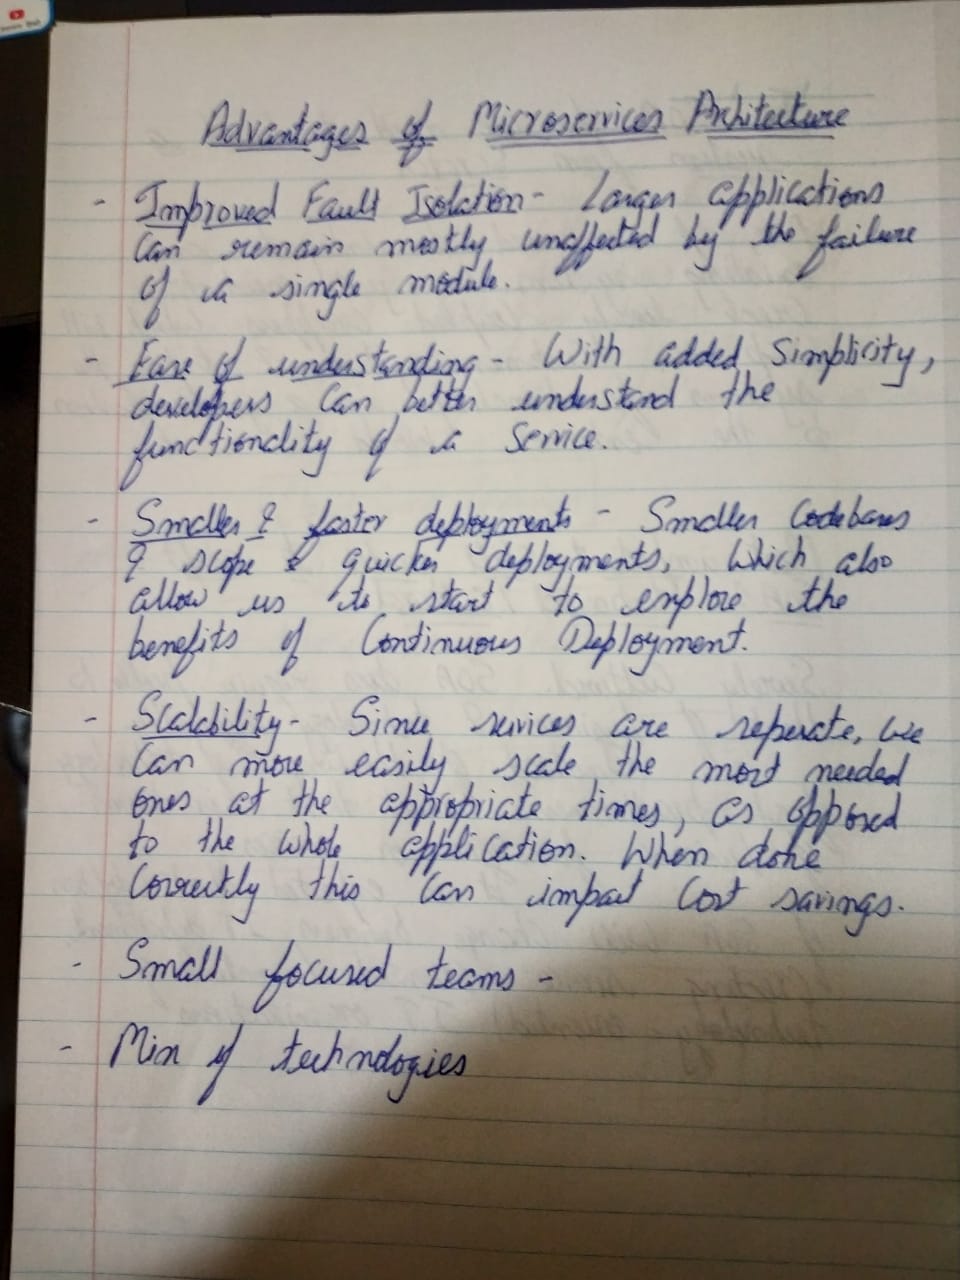 Advantages of Microservices Architecture
- Improved Fault Isolation - Larger applications
can remain mostly unaffected by the failure
of a single module.
- Ease of understanding - With added simplicity,
developers can better understand the
functionality of a service.
- Smaller & faster deployments - Smaller codebases
& scope & quicker deployments, which also
allow us to start to explore the
benefits of Continuous Deployment.
- Scalability - Since services are seperate, we
can more easily scale the most needed
ones at the appropriate times, as opposed
to the whole application. When done
correctly this can impact cost savings.
- Small focused teams -
- Mix of technologies